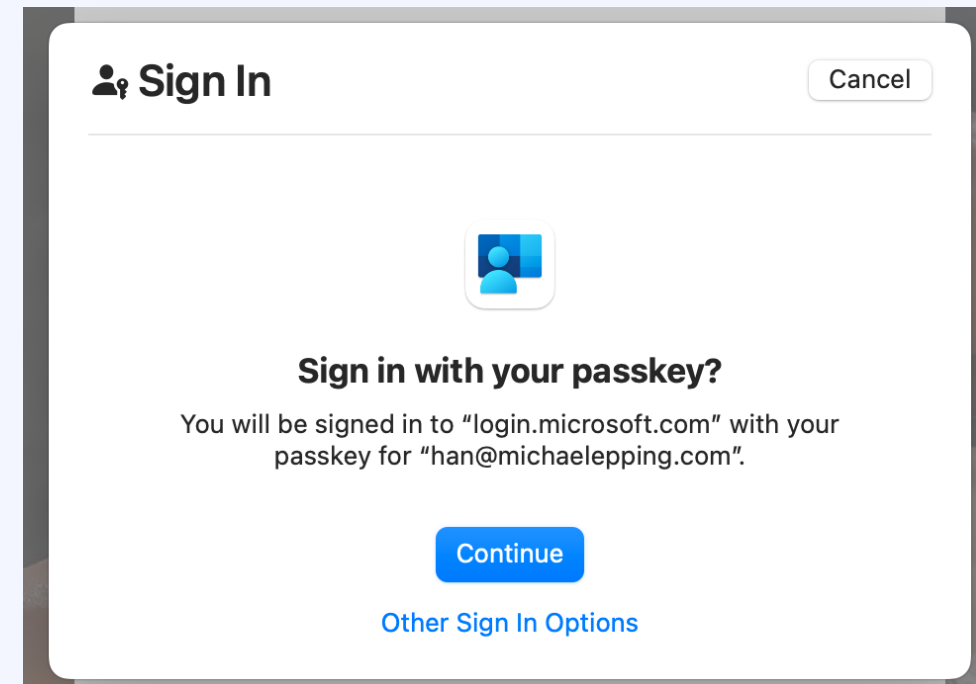 Sign In
Cancel
Sign in with your passkey?
You will be signed in to “login.microsoft.com” with your
passkey for “han@michaelepping.com”.
Continue
Other Sign In Options